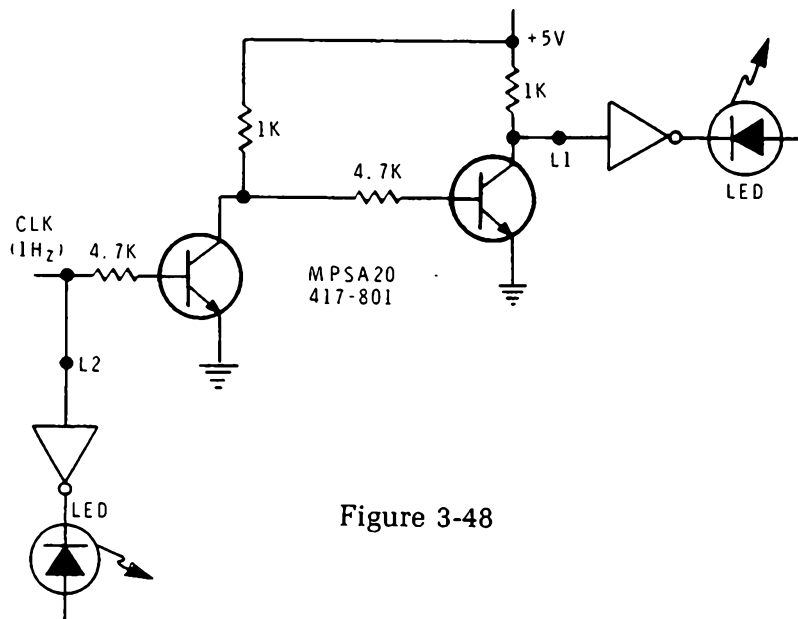 +5V
1K
1K
L1
LED
4.7K
CLK
(1Hz)
4.7K
MPSA20
417-801
L2
LED
Figure 3-48